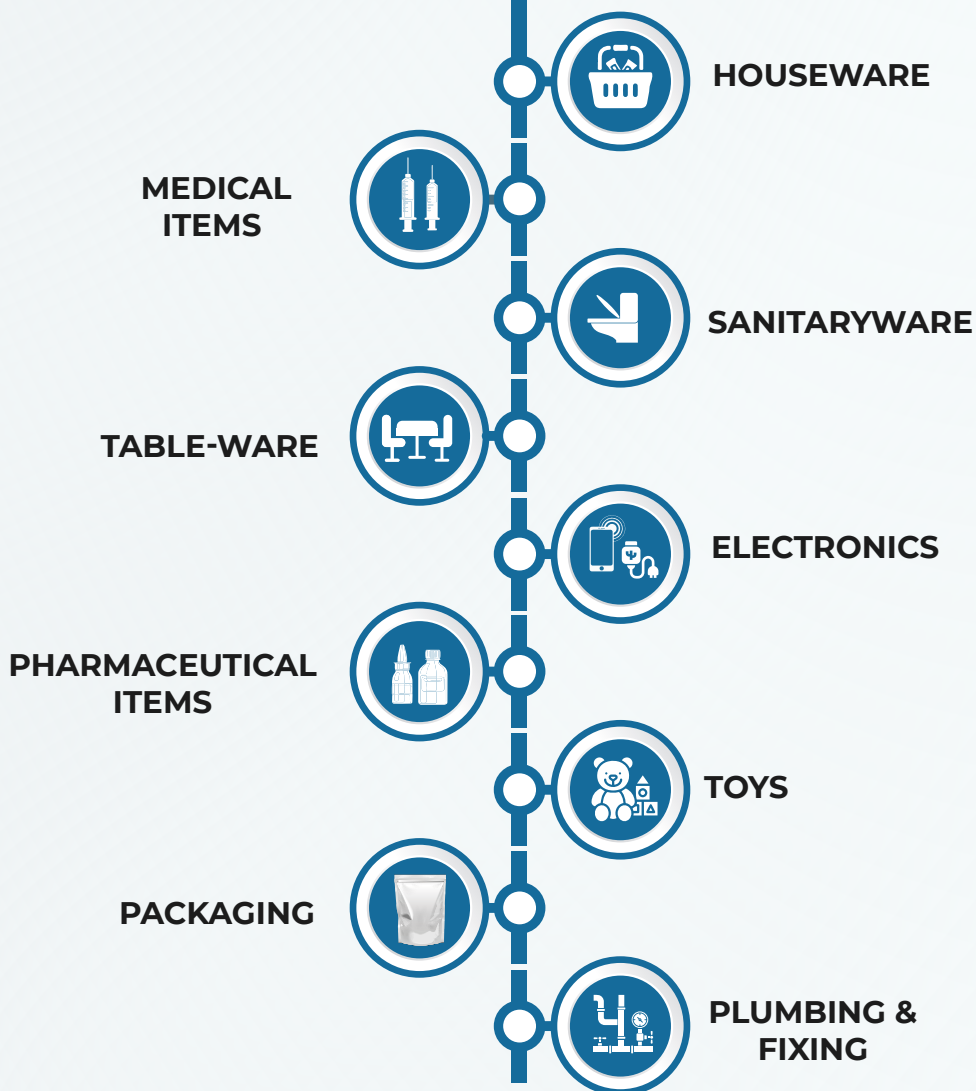 HOUSEWARE
MEDICAL
ITEMS
SANITARYWARE
TABLE-WARE
ELECTRONICS
PHARMACEUTICAL
ITEMS
TOYS
PACKAGING
PLUMBING &
FIXING